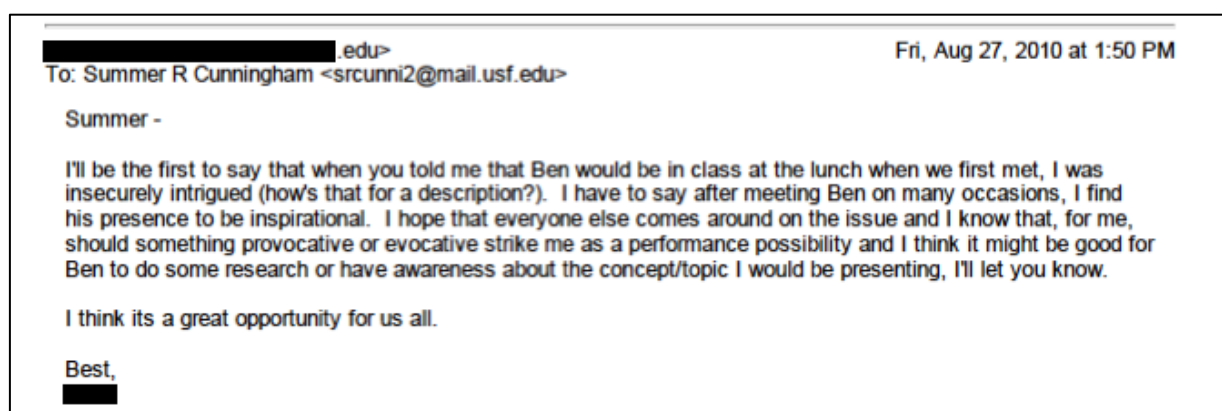 .edu> Fri, Aug 27, 2010 at 1:50 PM
To: Summer R Cunningham <srcunni2@mail.usf.edu>
Summer -
I'll be the first to say that when you told me that Ben would be in class at the lunch when we first met, I was
insecurely intrigued (how's that for a description?). I have to say after meeting Ben on many occasions, I find
his presence to be inspirational. I hope that everyone else comes around on the issue and I know that, for me,
should something provocative or evocative strike me as a performance possibility and I think it might be good for
Ben to do some research or have awareness about the concept/topic I would be presenting, I'll let you know.
I think its a great opportunity for us all.
Best,